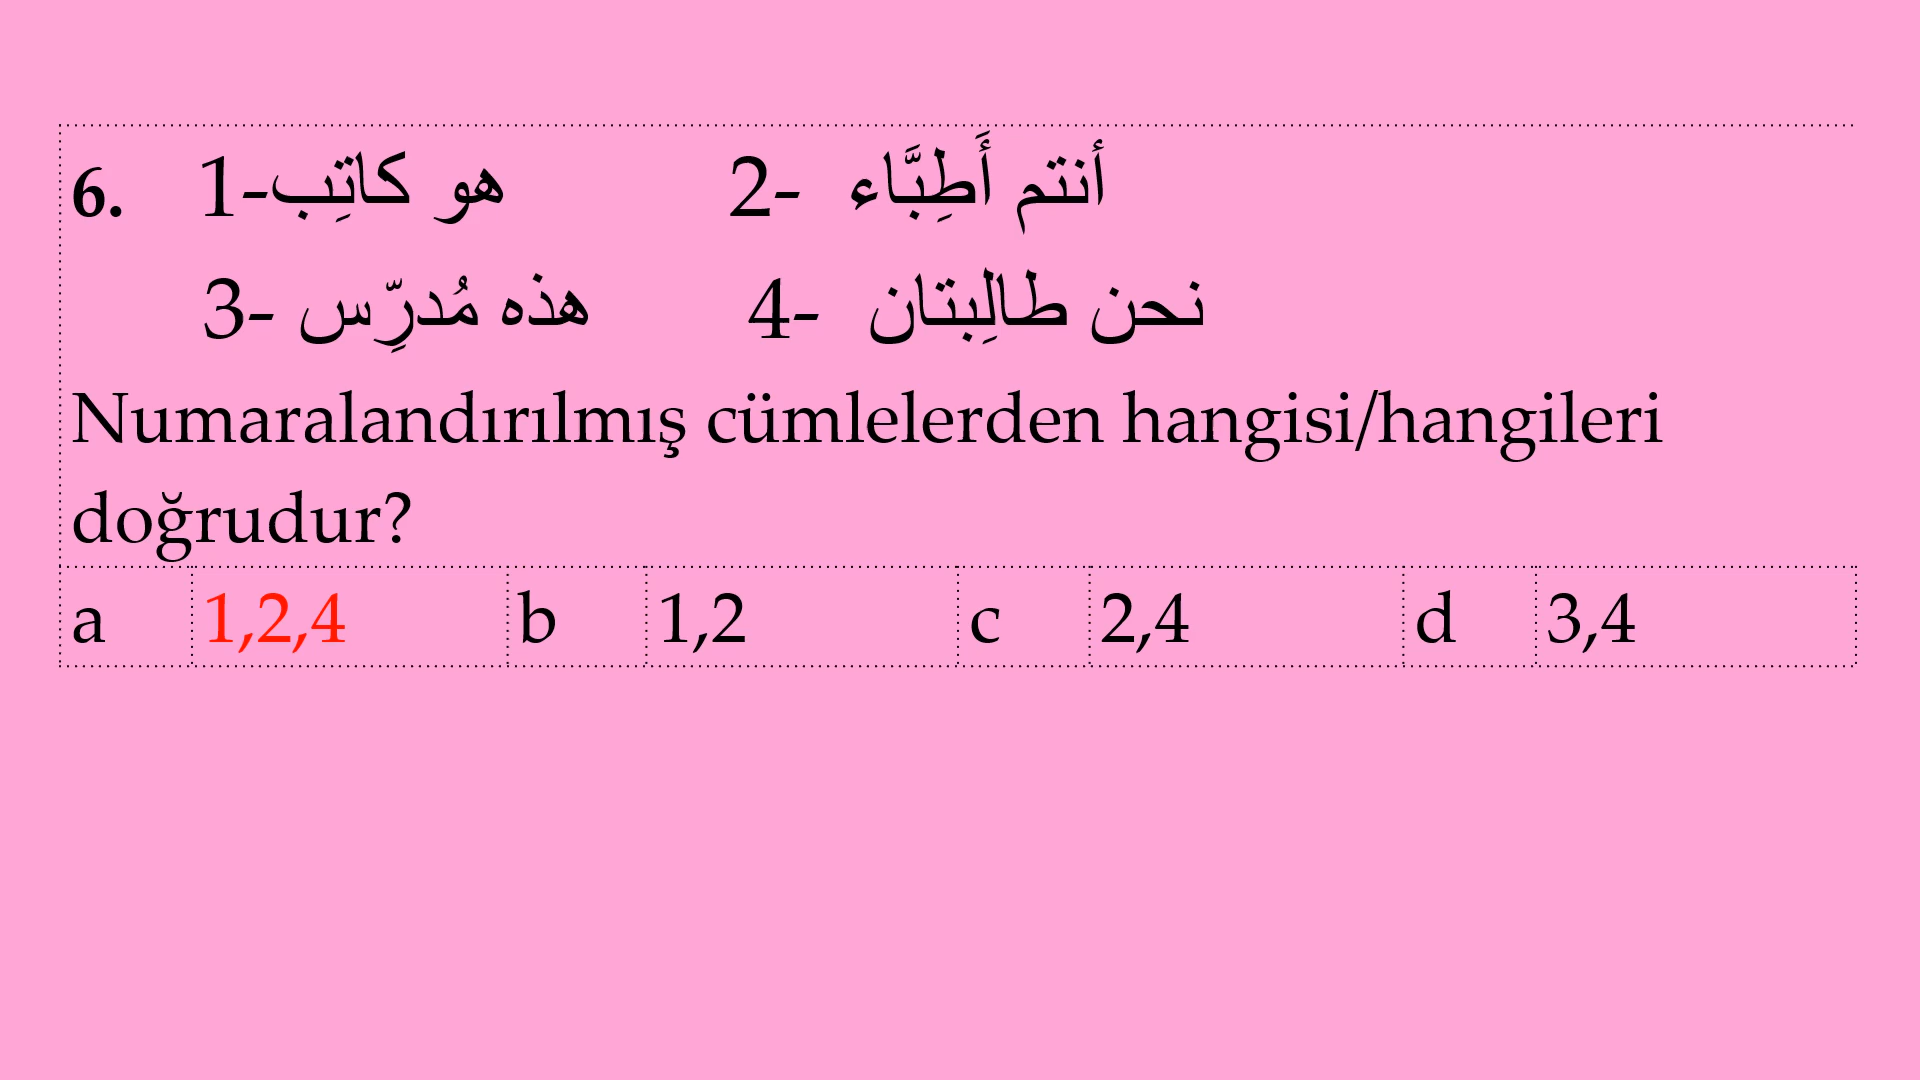 6. 1-هو كاتِب 2- أنتم أَطِبَّاء
3- هذه مُدرِّس 4- نحن طالِبتان
Numaralandırılmış cümlelerden hangisi/hangileri
doğrudur?
a 1,2,4 b 1,2 c 2,4 d 3,4